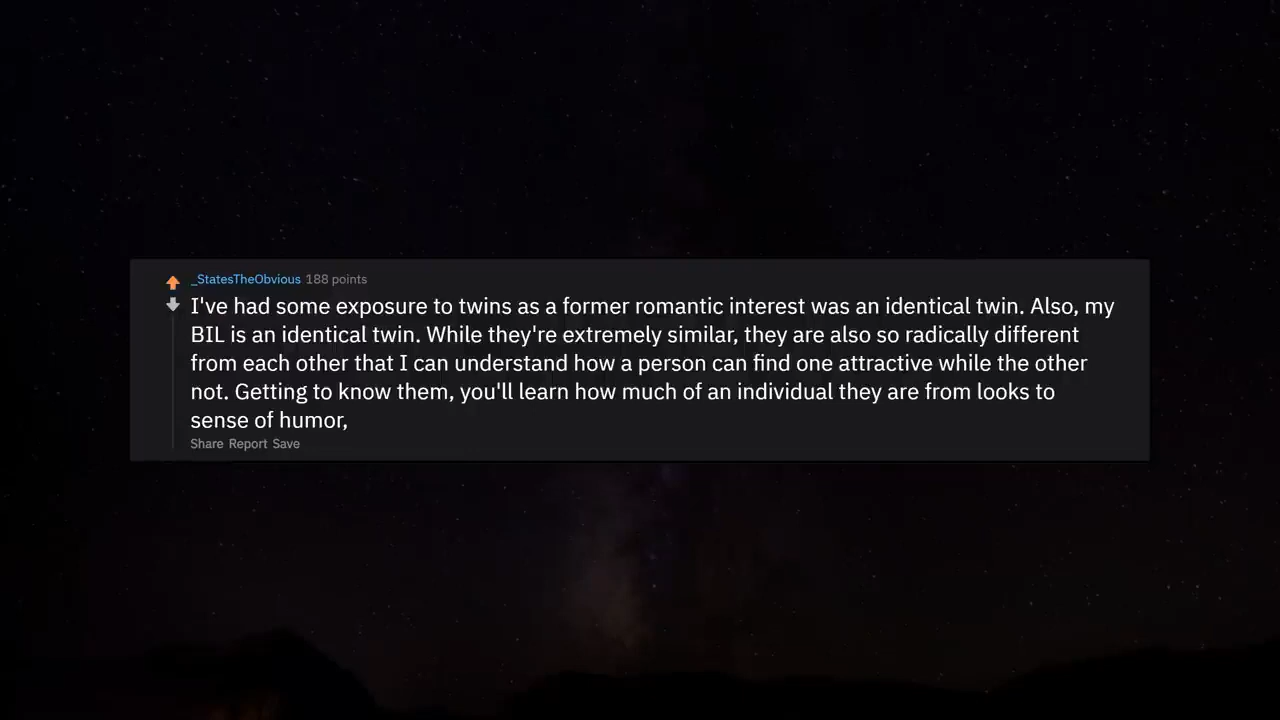 _StatesTheObvious 188 points
I've had some exposure to twins as a former romantic interest was an identical twin. Also, my
BIL is an identical twin. While they're extremely similar, they are also so radically different
from each other that I can understand how a person can find one attractive while the other
not. Getting to know them, you'll learn how much of an individual they are from looks to
sense of humor,
Share Report Save